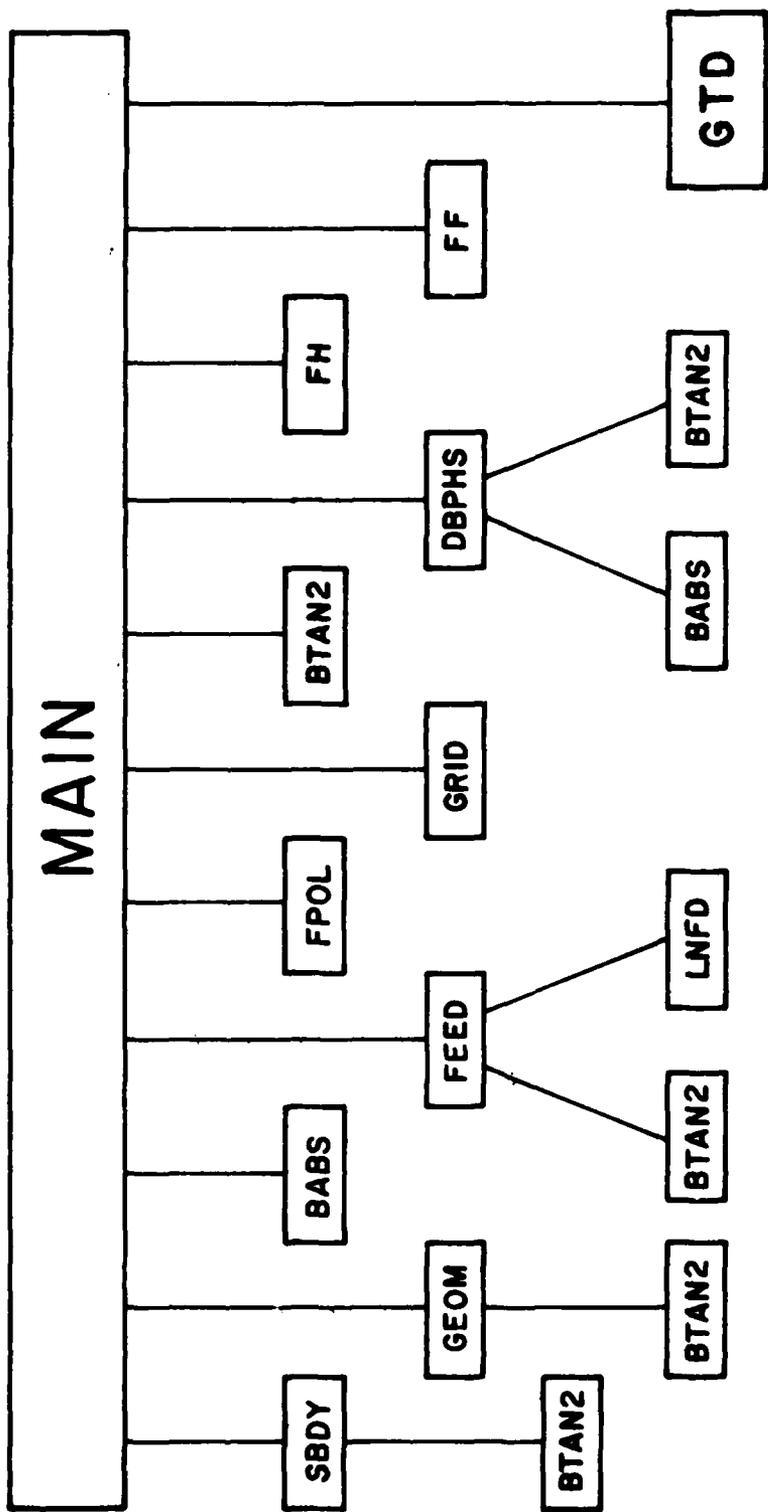 MAIN
SBDY
BABS
FPOL
BTAN2
FH
GEOM
FEED
GRID
DBPHS
FF
BTAN2
BTAN2
BTAN2
LNFD
BABS
BTAN2
GTD